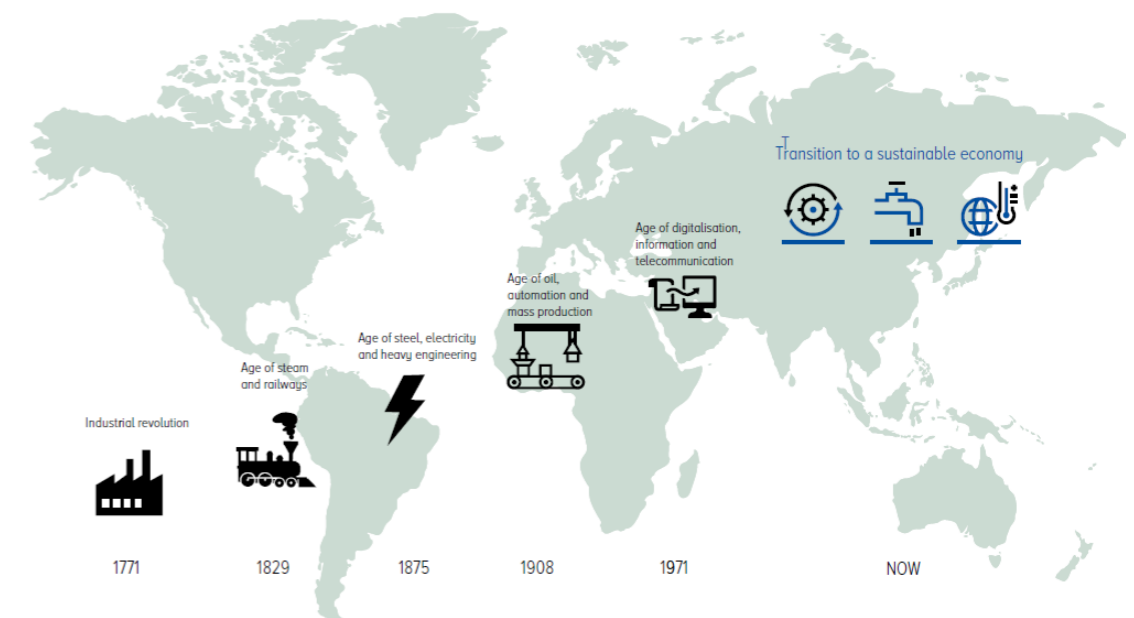 T
Transition to a sustainable economy
Age of digitalisation,
information and
telecommunication
Age of oil,
automation and
mass production
Age of steel, electricity
and heavy engineering
Age of steam
and railways
Industrial revolution
1771
1829
1875
1908
1971
NOW